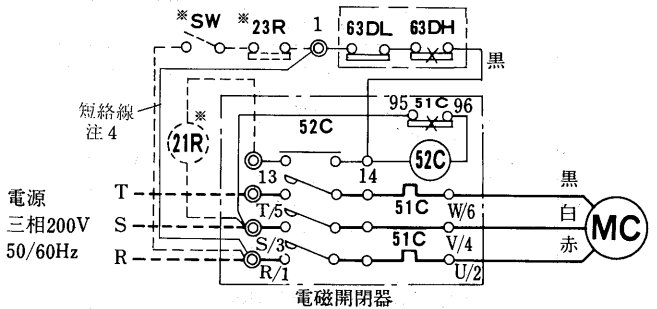 ※SW
※23R
1
63DL
63DH
黒
短絡線
注4
※
21R
95
51C
96
52C
52C
13
14
電源
三相200V
50/60Hz
T
T/5
51C
W/6
黒
S
S/3
51C
V/4
白
MC
R
R/1
U/2
赤
電磁開閉器